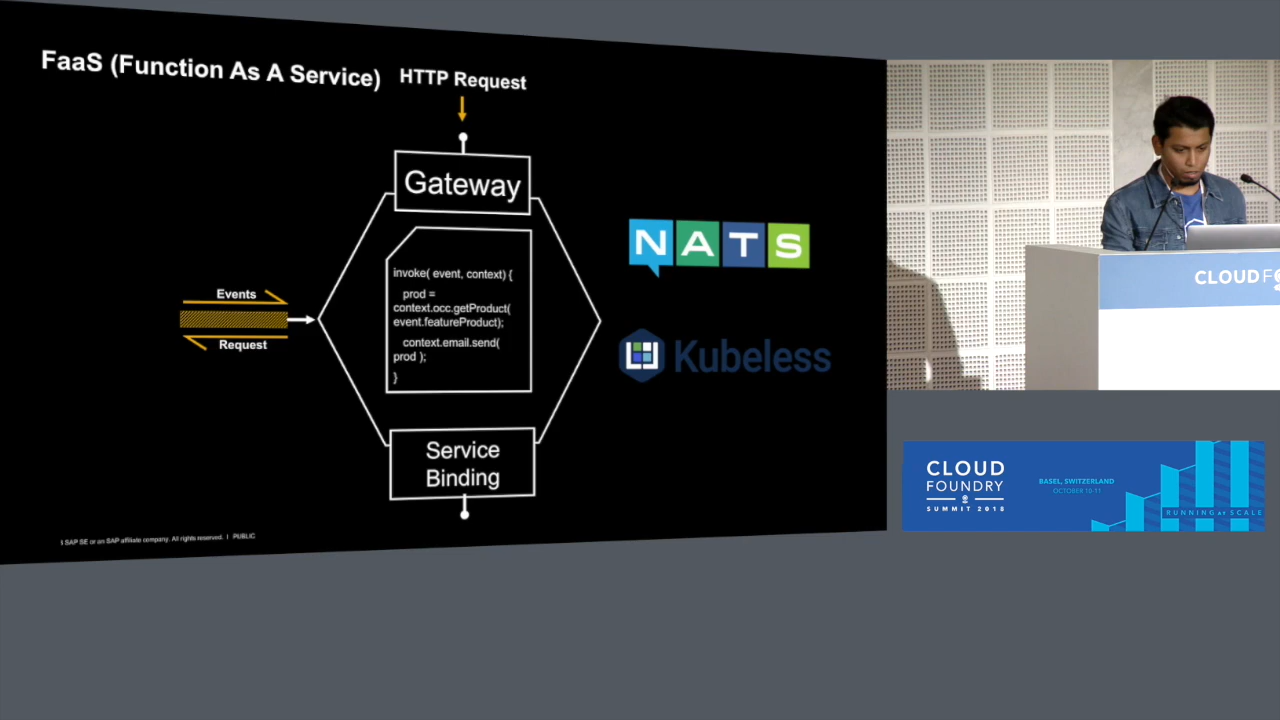 FaaS (Function As A Service)
HTTP Request
Gateway
invoke( event, context) {
prod =
context.occ.getProduct(
event.featureProduct);
context.email.send(
prod );
}
Events
Request
Service
Binding
NATS
Kubeless
SAP SE or an SAP affiliate company. All rights reserved. I PUBLIC
CLOUD
CLOUD
FOUNDRY
SUMMIT 2018
BASEL, SWITZERLAND
OCTOBER 10-11
RUNNING at SCALE